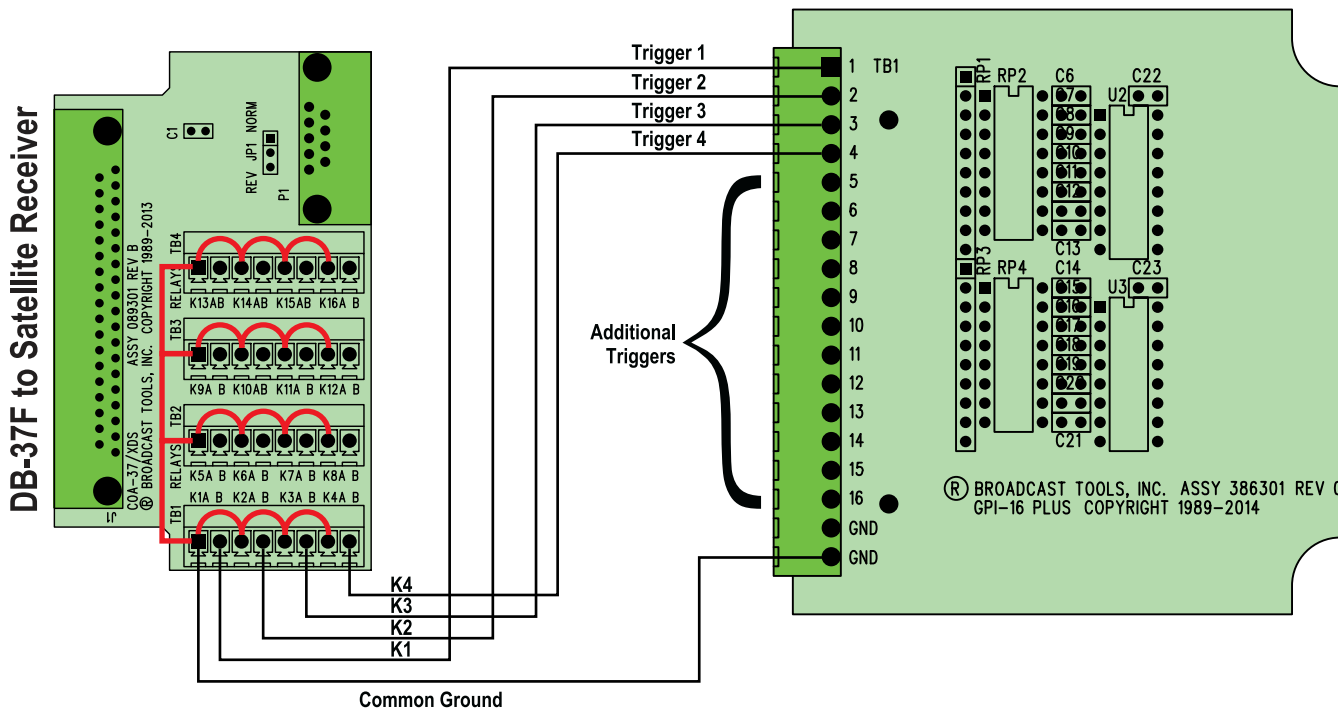 DB-37F to Satellite Receiver
J1
COA-37/XDS ASSY 089301 REV B
® BROADCAST TOOLS, INC. COPYRIGHT 1989-2013
C1
REV JP1 NORM
P1
RELAYS TB4
K13AB K14AB K15AB K16A B
TB3
K9A B K10AB K11A B K12A B
RELAYS TB2
K5A B K6A B K7A B K8A B
K1A B K2A B K3A B K4A B
TB1
K4
K3
K2
K1
Common Ground
Trigger 1
Trigger 2
Trigger 3
Trigger 4
Additional
Triggers
1 TB1
2
3
4
5
6
7
8
9
10
11
12
13
14
15
16
GND
GND
RP1
RP2
C6
C7
C8
C9
C10
C11
C12
C13
U2
C22
RP3
RP4
C14
C15
C16
C17
C18
C19
C20
C21
U3
C23
® BROADCAST TOOLS, INC. ASSY 386301 REV
GPI-16 PLUS COPYRIGHT 1989-2014